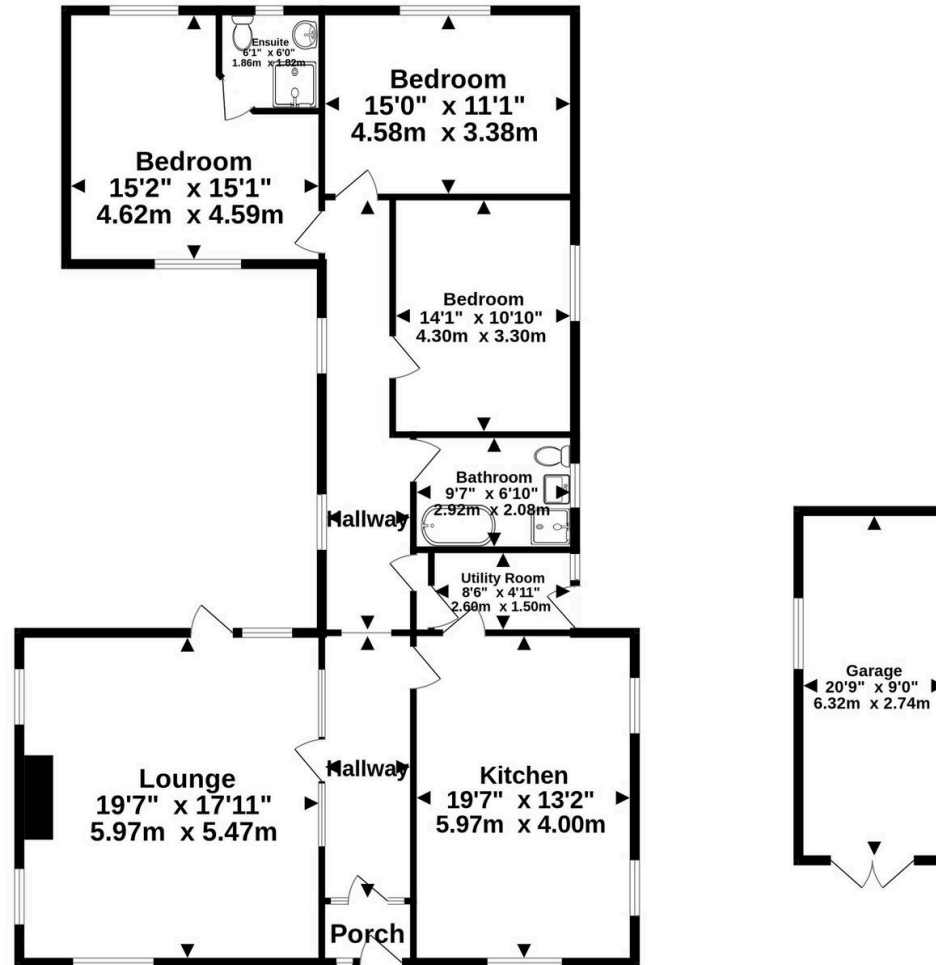 Ensuite
6'1" x 6'0"
1.86m x 1.82m
Bedroom
15'0" x 11'1"
4.58m x 3.38m
Bedroom
15'2" x 15'1"
4.62m x 4.59m
Bedroom
14'1" x 10'10"
4.30m x 3.30m
Bathroom
9'7" x 6'10"
2.92m x 2.08m
Hallway
Utility Room
8'6" x 4'11"
2.60m x 1.50m
Garage
20'9" x 9'0"
6.32m x 2.74m
Hallway
Lounge
19'7" x 17'11"
5.97m x 5.47m
Kitchen
19'7" x 13'2"
5.97m x 4.00m
Porch